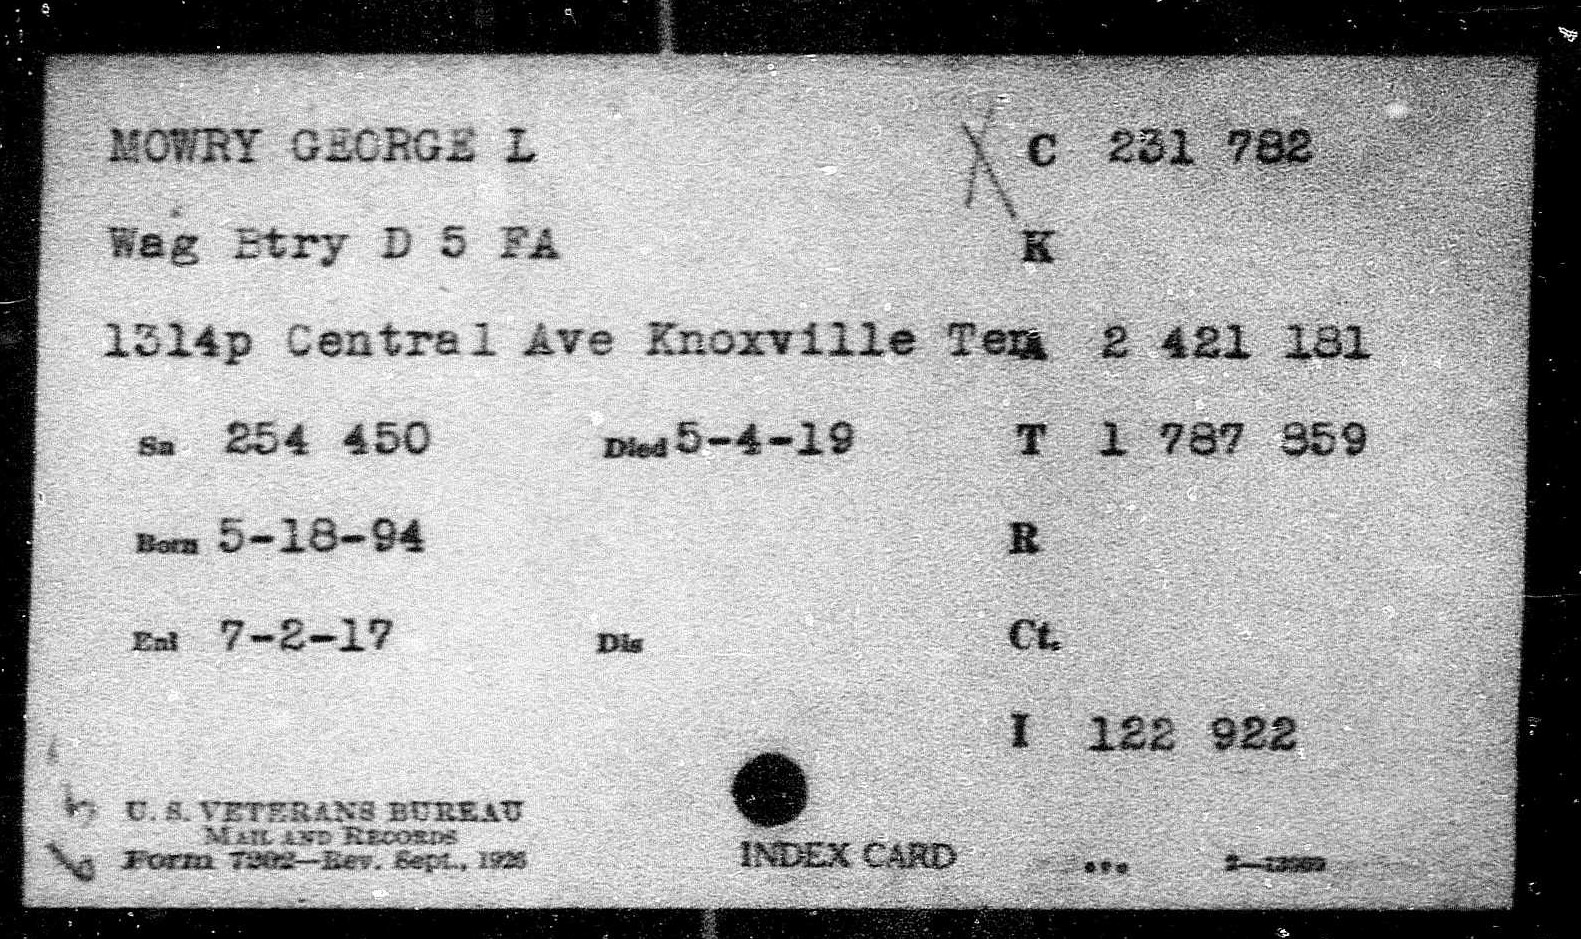 MOWRY GEORGE L C 231 782
Wag Btry D 5 FA K
1314p Central Ave Knoxville Ten A 2 421 181
Sn 254 450 Died 5-4-19 T 1 787 859
Born 5-18-94 R
Enl 7-2-17 Dis Ct.
I 122 922
U. S. VETERANS BUREAU
MAIL AND RECORDS
Form 7202—Rev. Sept., 1926
INDEX CARD